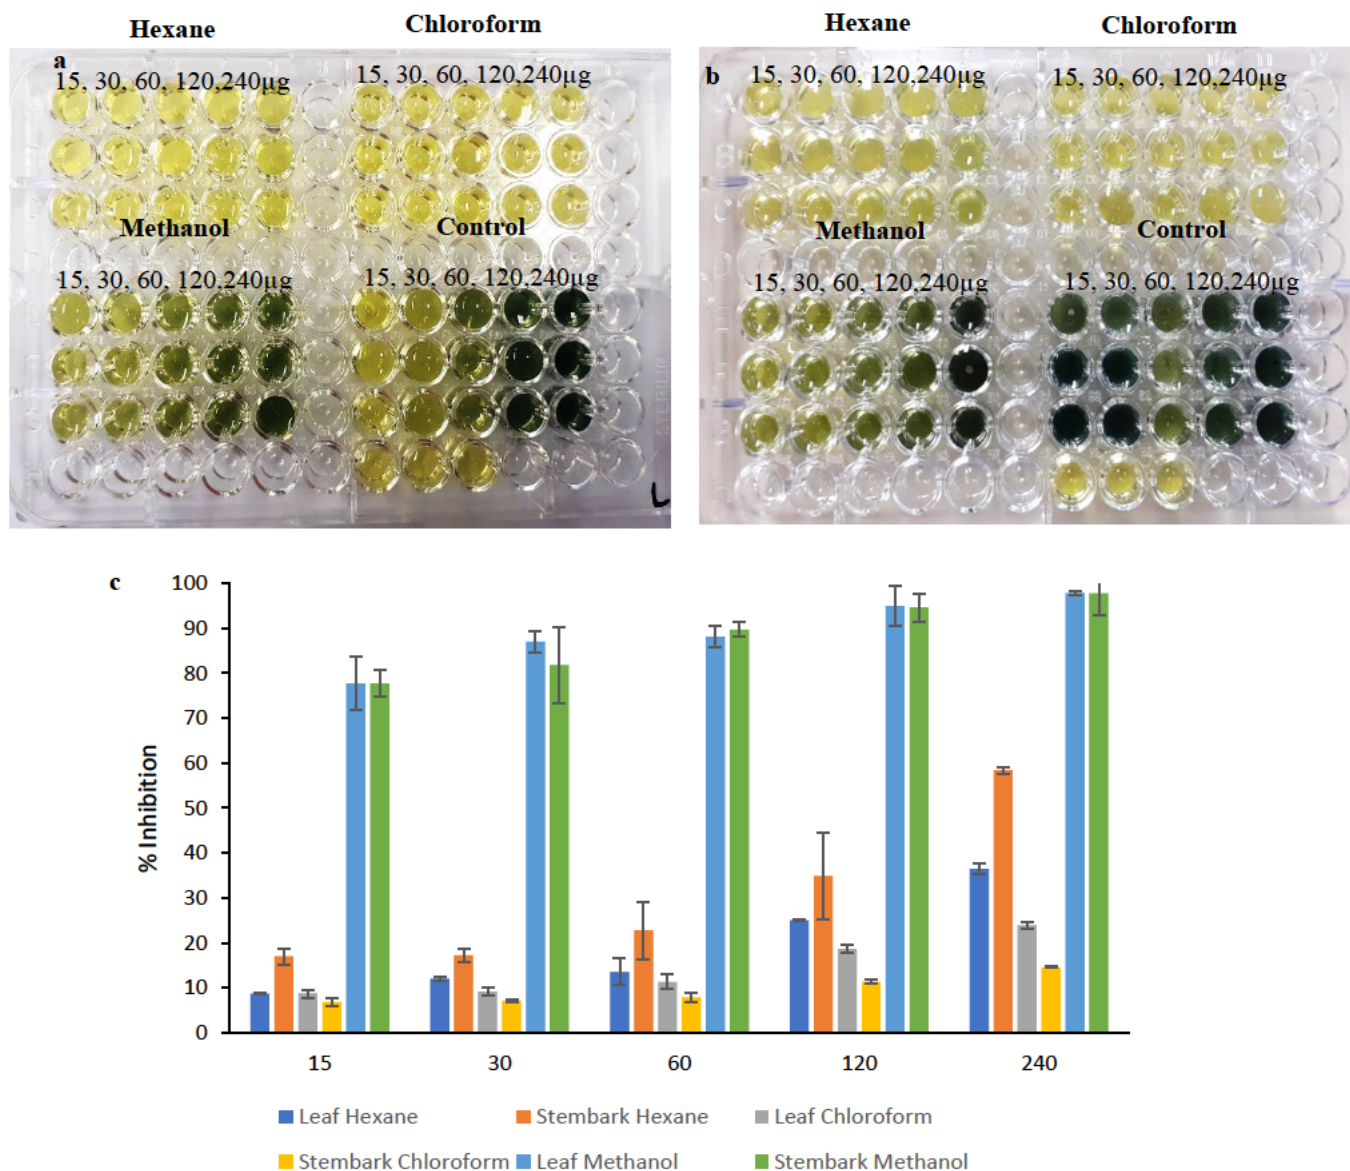 Hexane
Chloroform
a
15, 30, 60, 120,240µg
15, 30, 60, 120,240µg
Methanol
Control
15, 30, 60, 120,240µg
15, 30, 60, 120,240µg
L
Hexane
Chloroform
b
15, 30, 60, 120,240µg
15, 30, 60, 120,240µg
Methanol
Control
15, 30, 60, 120,240µg
15, 30, 60, 120,240µg
c
% Inhibition
100
90
80
70
60
50
40
30
20
10
0
15 30 60 120 240
Leaf Hexane Stembark Hexane Leaf Chloroform
Stembark Chloroform Leaf Methanol Stembark Methanol